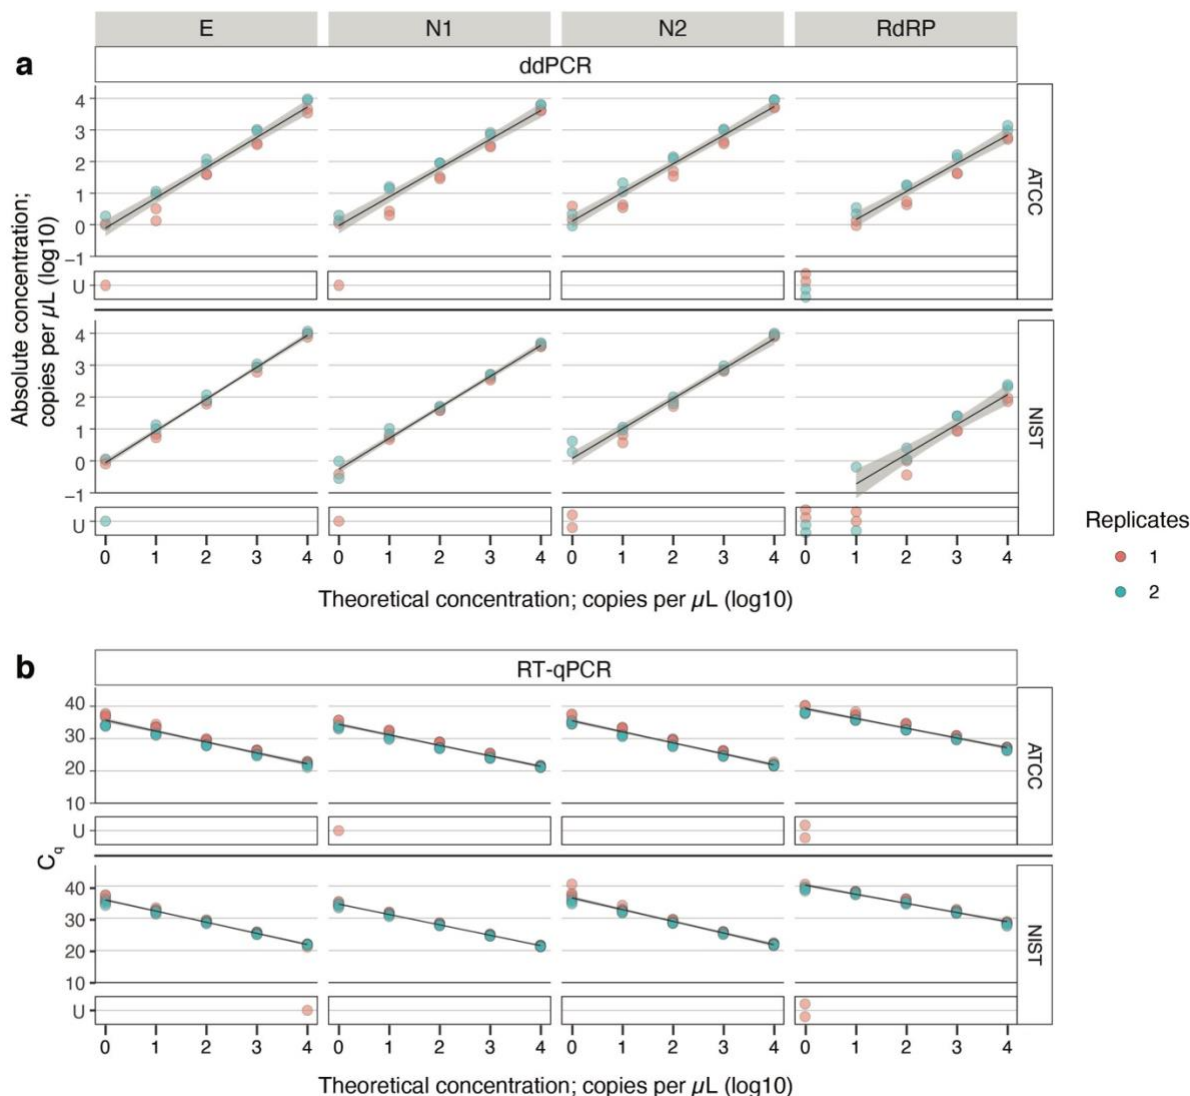 E N1 N2 RdRP
a
ddPCR
Absolute concentration;
copies per µL (log10)
4
3
2
1
0
−1
U
ATCC
4
3
2
1
0
−1
U
NIST
0 1 2 3 4 0 1 2 3 4 0 1 2 3 4 0 1 2 3 4
Theoretical concentration; copies per µL (log10)
Replicates
1
2
b
RT-qPCR
Cq
40
30
20
10
U
ATCC
40
30
20
10
U
NIST
0 1 2 3 4 0 1 2 3 4 0 1 2 3 4 0 1 2 3 4
Theoretical concentration; copies per µL (log10)